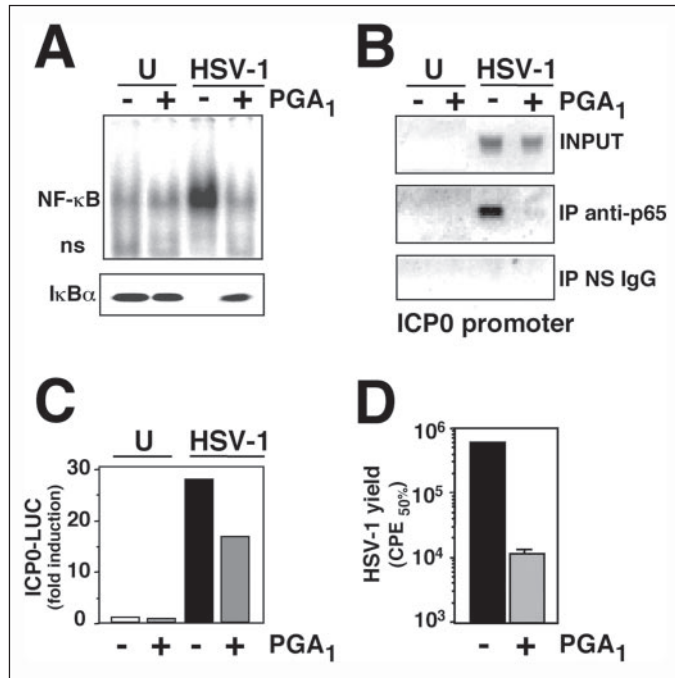 A
U HSV-1
- + - + PGA1
NF-κB
ns
IκBα
B
U HSV-1
- + - + PGA1
INPUT
IP anti-p65
IP NS IgG
ICP0 promoter
C
U HSV-1
30
20
10
0
ICP0-LUC
(fold induction)
- + - + PGA1
D
10^6
10^5
10^4
10^3
HSV-1 yield
(CPE 50%)
- + PGA1